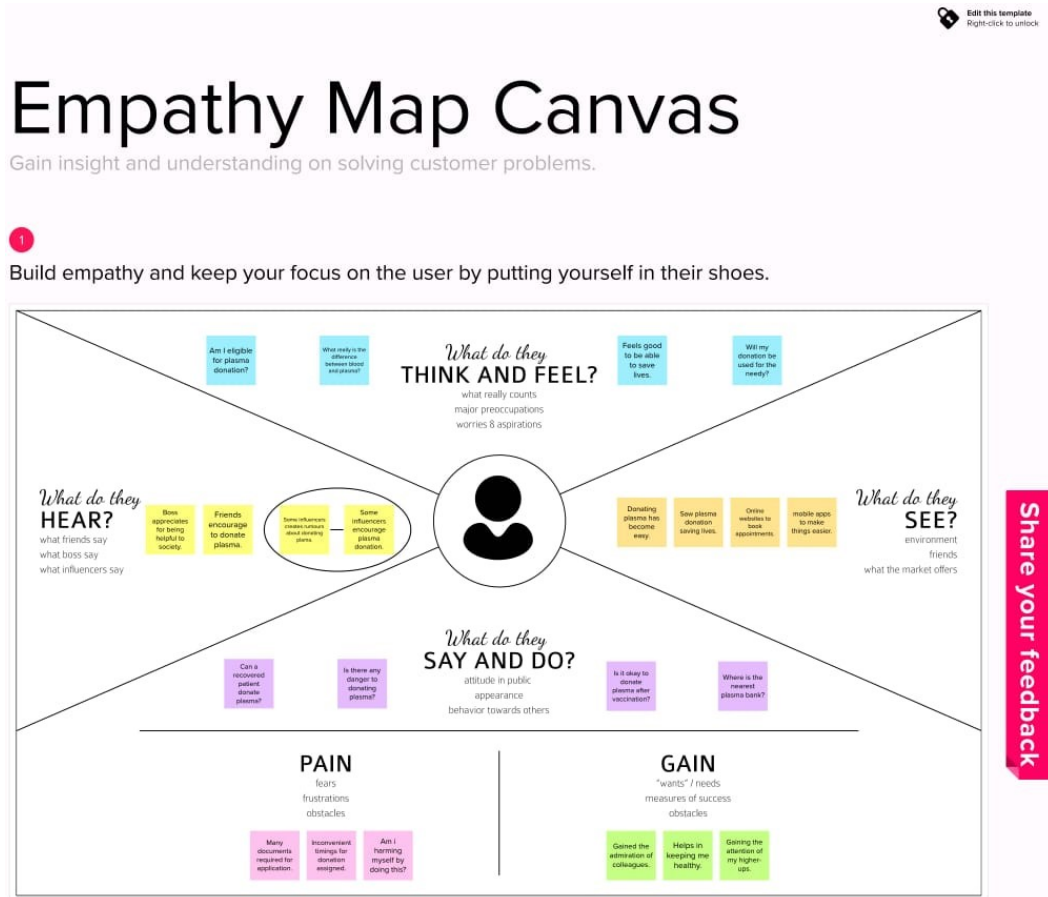 Edit this template
Right-click to unlock
Empathy Map Canvas
Gain insight and understanding on solving customer problems.
1
Build empathy and keep your focus on the user by putting yourself in their shoes.
Am I eligible
for plasma
donation?
What really is the
difference
between blood
and plasma?
What do they
THINK AND FEEL?
what really counts
major preoccupations
worries & aspirations
Feels good
to be able
to save
lives.
Will my
donation be
used for the
needy?
What do they
HEAR?
what friends say
what boss say
what influencers say
Boss
appreciates
for being
helpful to
society.
Friends
encourage
to donate
plasma.
Some influencers
creates rumours
about donating
plasma.
Some
influencers
encourage
plasma
donation.
Donating
plasma has
become
easy.
Saw plasma
donation
saving lives.
Online
websites to
book
appointments.
mobile apps
to make
things easier.
What do they
SEE?
environment
friends
what the market offers
Share your feedback
Can a
recovered
patient
donate
plasma?
Is there any
danger to
donating
plasma?
What do they
SAY AND DO?
attitude in public
appearance
behavior towards others
Is it okay to
donate
plasma after
vaccination?
Where is the
nearest
plasma bank?
PAIN
fears
frustrations
obstacles
Many
documents
required for
application.
Inconvenient
timings for
donation
assigned.
Am i
harming
myself by
doing this?
GAIN
"wants" / needs
measures of success
obstacles
Gained the
admiration of
colleagues.
Helps in
keeping me
healthy.
Gaining the
attention of
my higher-
ups.